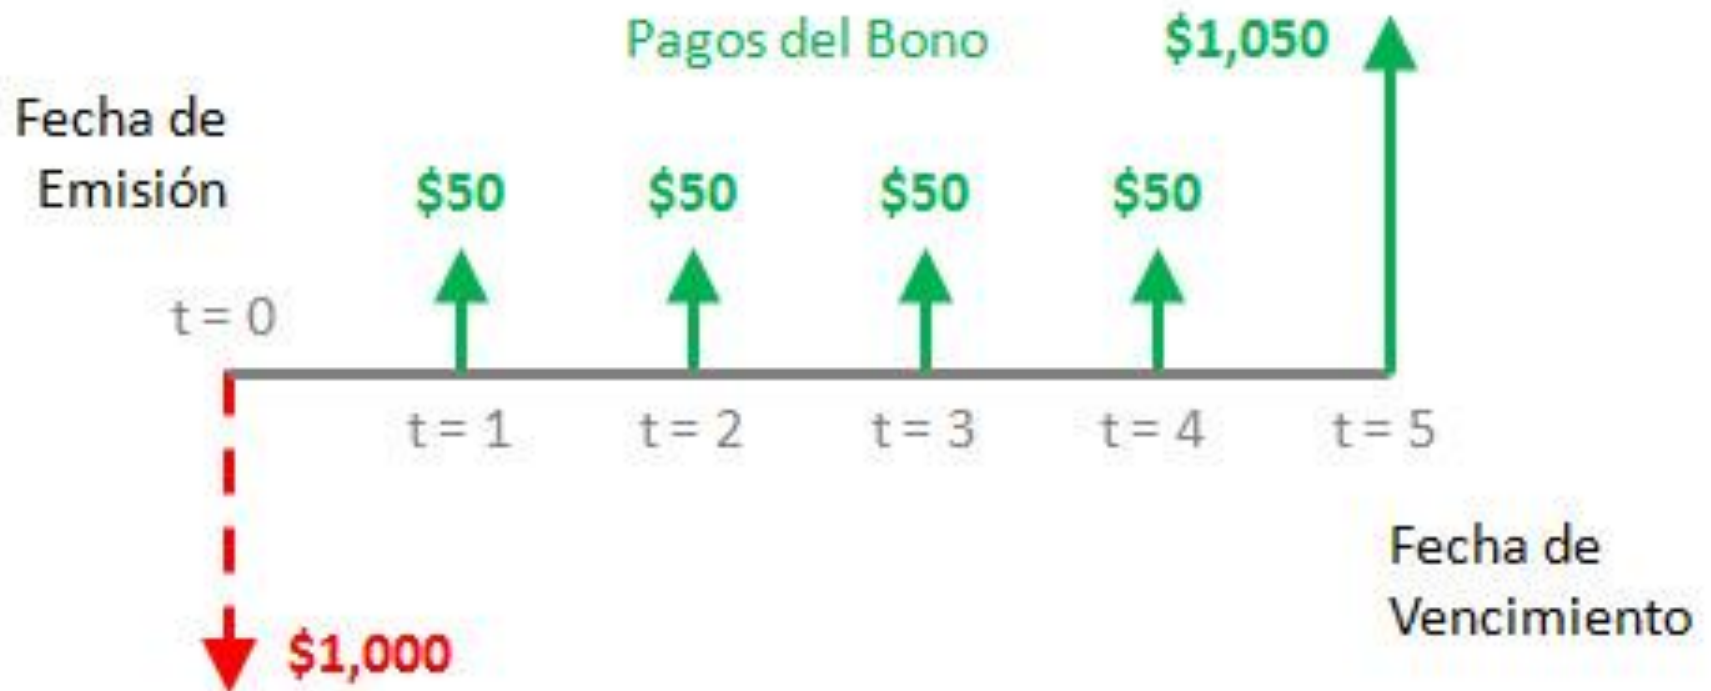 Pagos del Bono
$1,050
Fecha de
Emisión
$50
$50
$50
$50
t = 0
t = 1
t = 2
t = 3
t = 4
t = 5
Fecha de
Vencimiento
$1,000